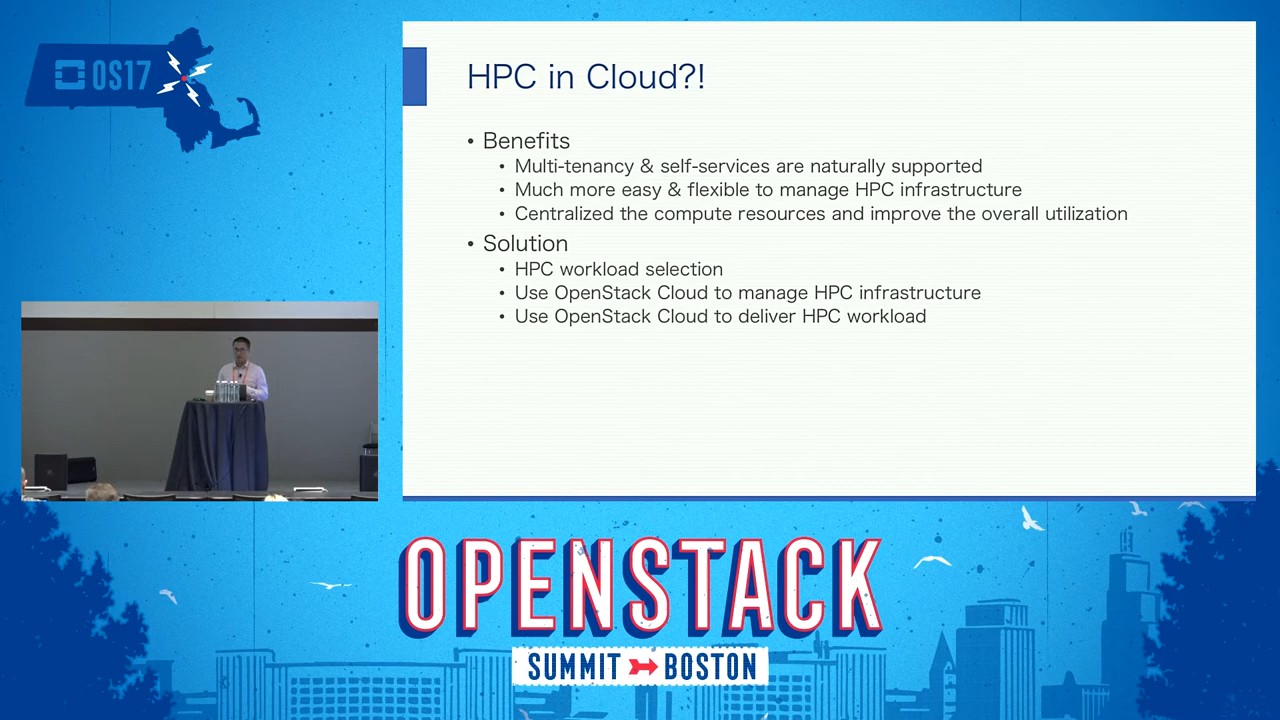 OS17
HPC in Cloud?!
• Benefits
• Multi-tenancy & self-services are naturally supported
• Much more easy & flexible to manage HPC infrastructure
• Centralized the compute resources and improve the overall utilization
• Solution
• HPC workload selection
• Use OpenStack Cloud to manage HPC infrastructure
• Use OpenStack Cloud to deliver HPC workload
OPENSTACK
SUMMIT BOSTON